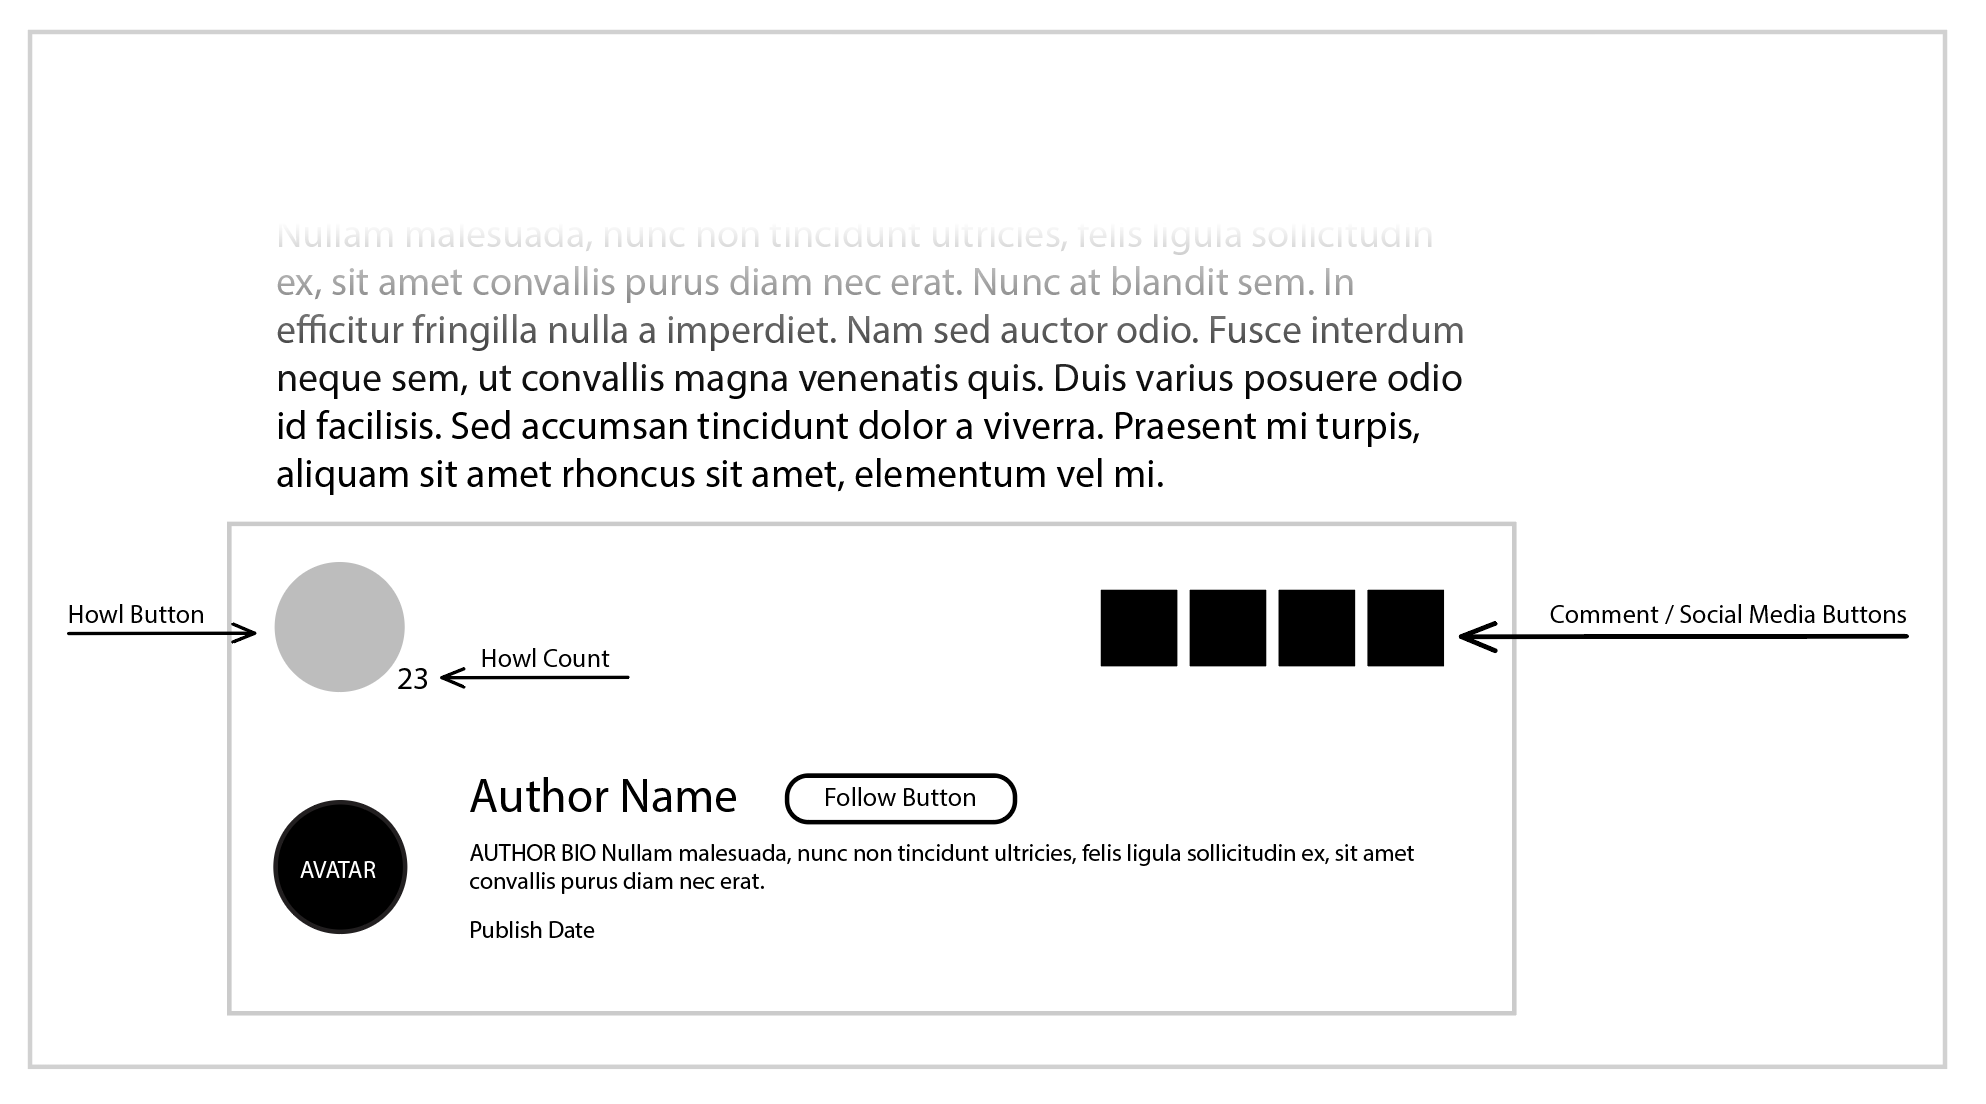 Nullam malesuada, nunc non tincidunt ultricies, felis ligula sollicitudin
ex, sit amet convallis purus diam nec erat. Nunc at blandit sem. In
efficitur fringilla nulla a imperdiet. Nam sed auctor odio. Fusce interdum
neque sem, ut convallis magna venenatis quis. Duis varius posuere odio
id facilisis. Sed accumsan tincidunt dolor a viverra. Praesent mi turpis,
aliquam sit amet rhoncus sit amet, elementum vel mi.
Howl Button
Comment / Social Media Buttons
Howl Count
23
Author Name
Follow Button
AVATAR
AUTHOR BIO Nullam malesuada, nunc non tincidunt ultricies, felis ligula sollicitudin ex, sit amet
convallis purus diam nec erat.
Publish Date